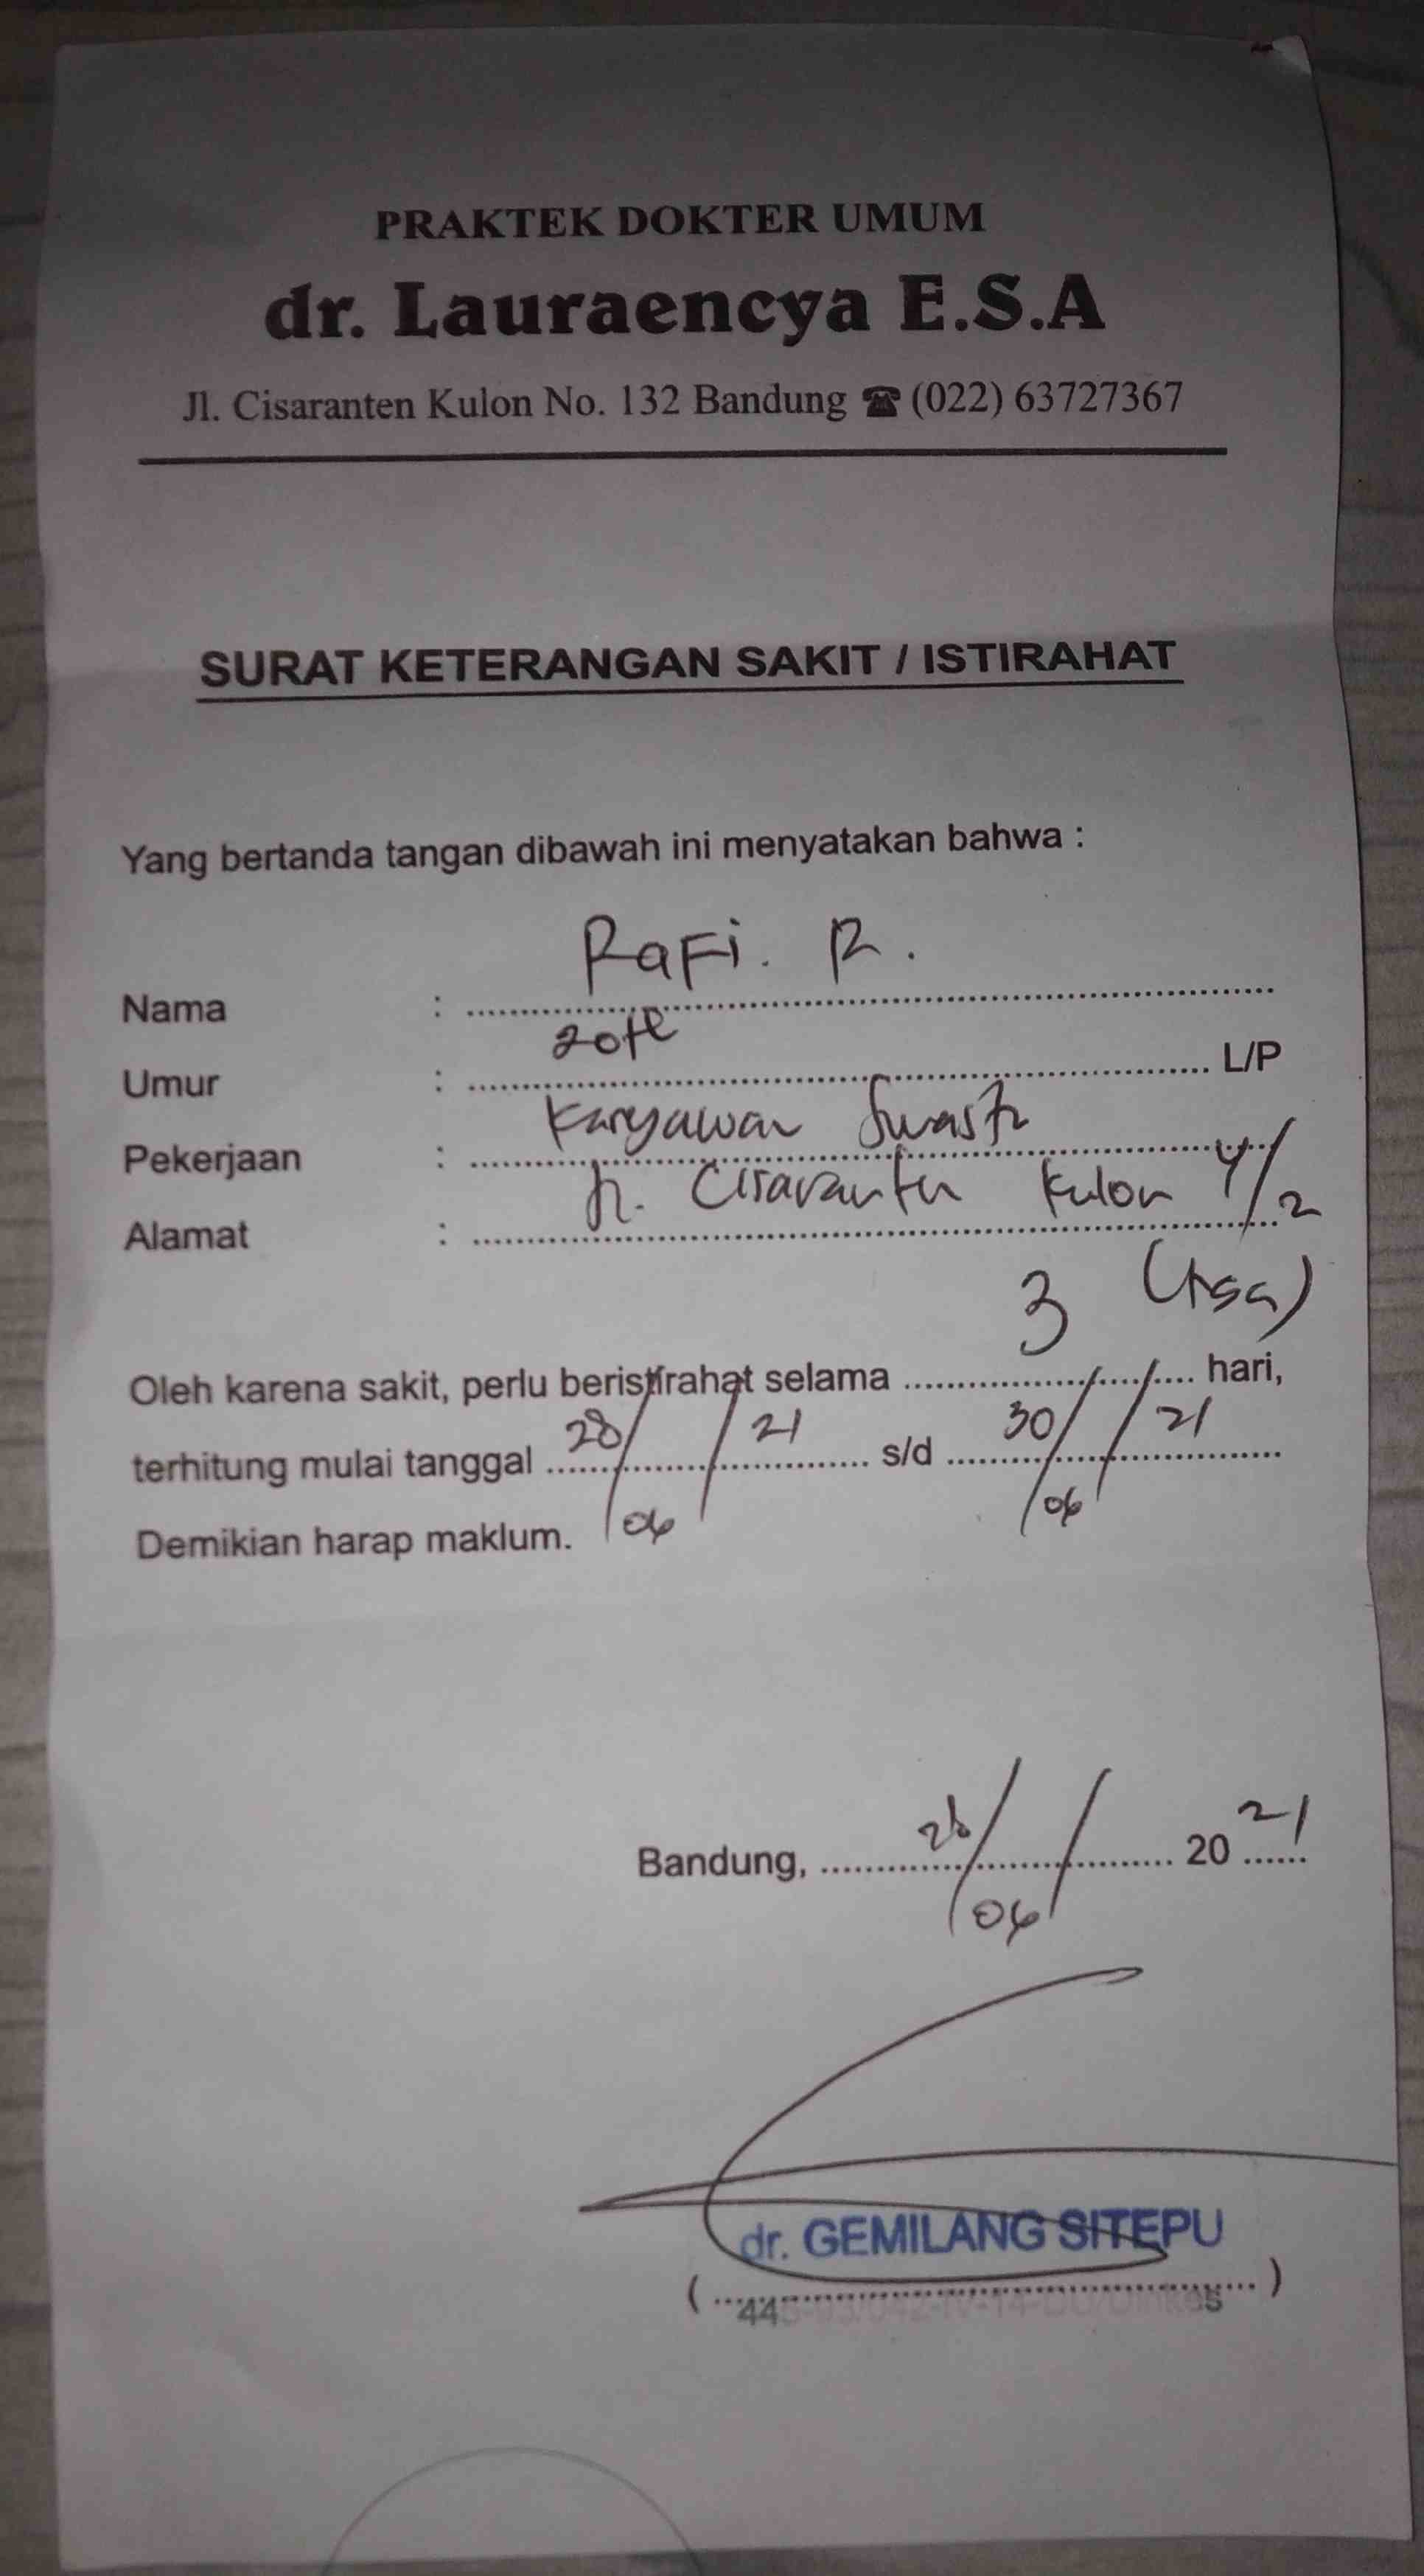 PRAKTEK DOKTER UMUM
dr. Lauraencya E.S.A
Jl. Cisaranten Kulon No. 132 Bandung ☎ (022) 63727367
SURAT KETERANGAN SAKIT / ISTIRAHAT
Yang bertanda tangan dibawah ini menyatakan bahwa :
Nama : Rafi. R.
Umur : 20th L/P
Pekerjaan : Karyawan Swasta
Alamat : Jl. Cisaranten Kulon 4/2
Oleh karena sakit, perlu beristirahat selama 3 (tiga) hari,
terhitung mulai tanggal 28/06/21 s/d 30/06/21
Demikian harap maklum.
Bandung, 28/06/ 20 21
dr. GEMILANG SITEPU